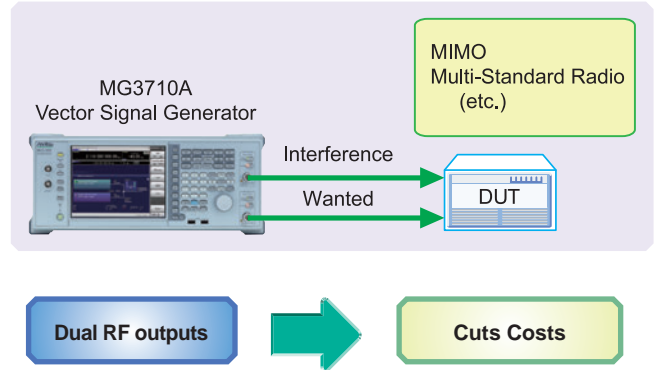 MIMO
Multi-Standard Radio
(etc.)
MG3710A
Vector Signal Generator
Interference
Wanted
DUT
Dual RF outputs
Cuts Costs